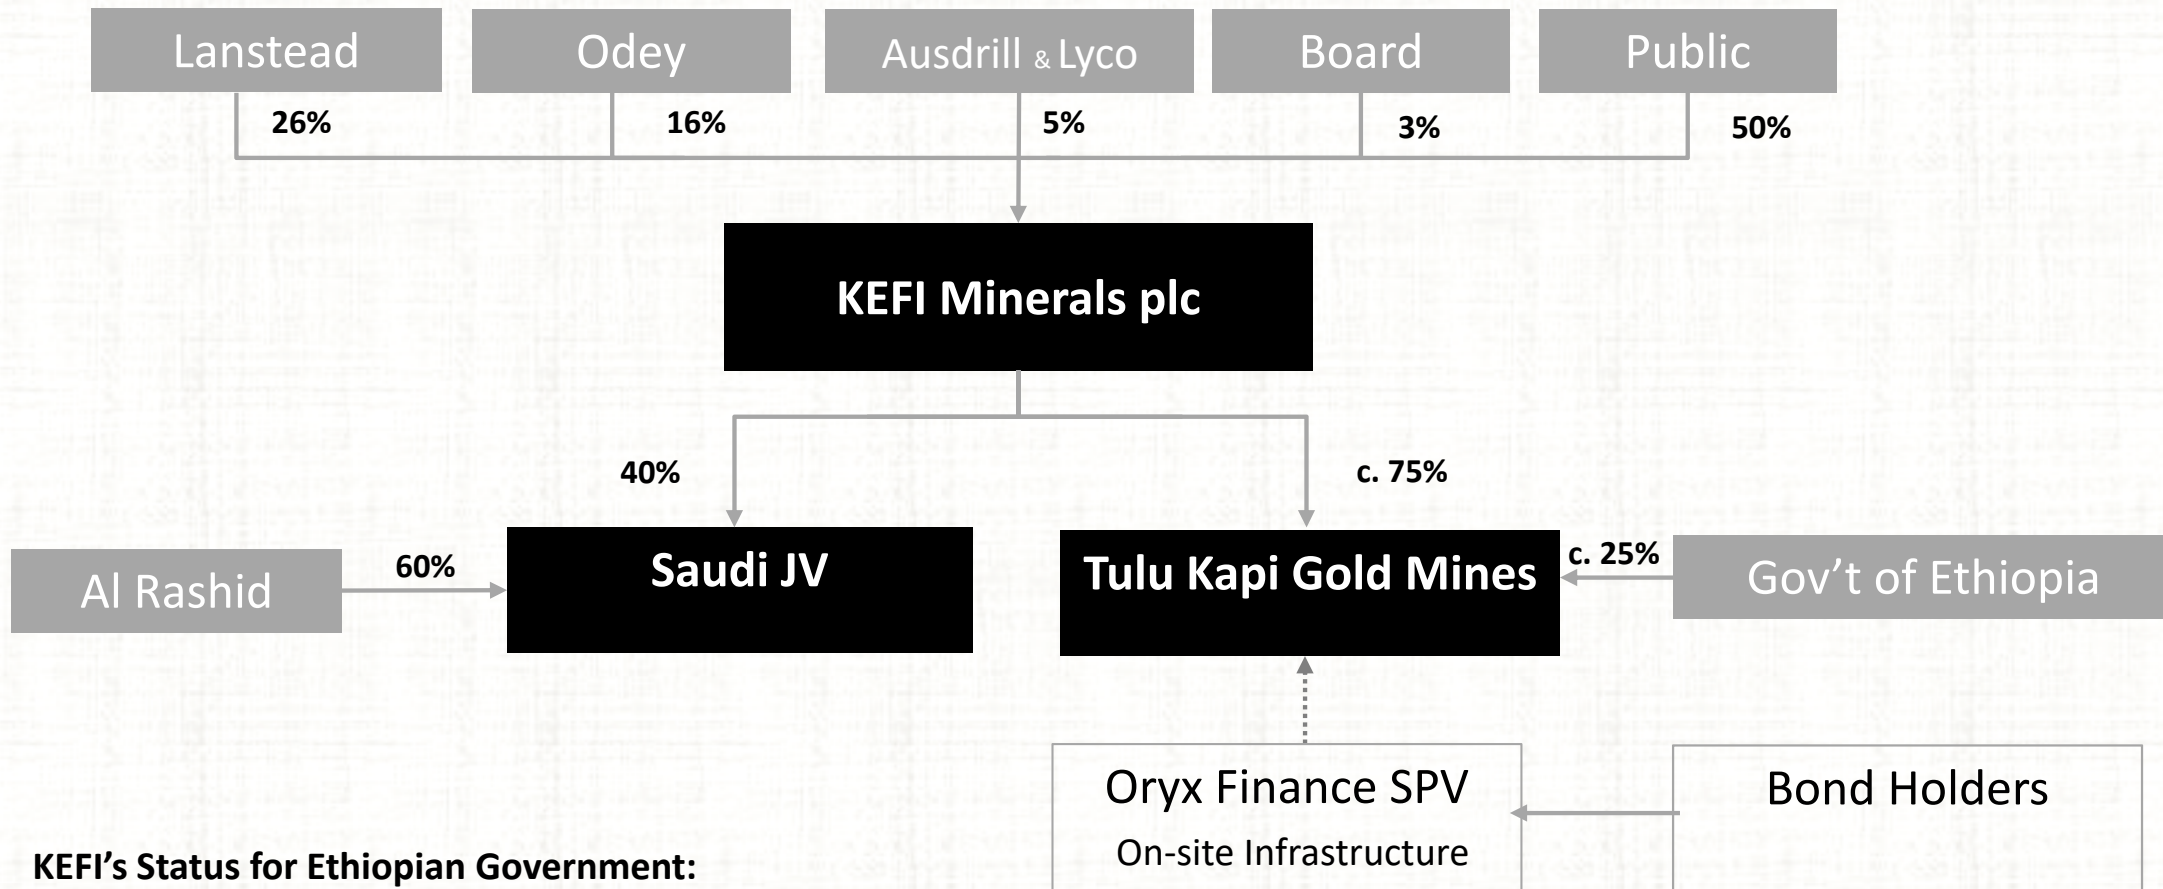 Lanstead
Odey
Ausdrill & Lyco
Board
Public
26%
16%
5%
3%
50%
KEFI Minerals plc
40%
c. 75%
Al Rashid
60%
Saudi JV
Tulu Kapi Gold Mines
c. 25%
Gov’t of Ethiopia
Oryx Finance SPV
On-site Infrastructure
Bond Holders
KEFI’s Status for Ethiopian Government: